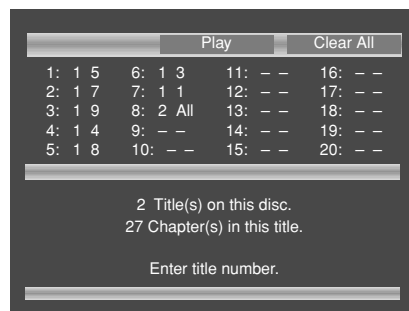 Play Clear All
1: 1 5 6: 1 3 11: – – 16: – –
2: 1 7 7: 1 1 12: – – 17: – –
3: 1 9 8: 2 All 13: – – 18: – –
4: 1 4 9: – – 14: – – 19: – –
5: 1 8 10: – – 15: – – 20: – –
2 Title(s) on this disc.
27 Chapter(s) in this title.
Enter title number.